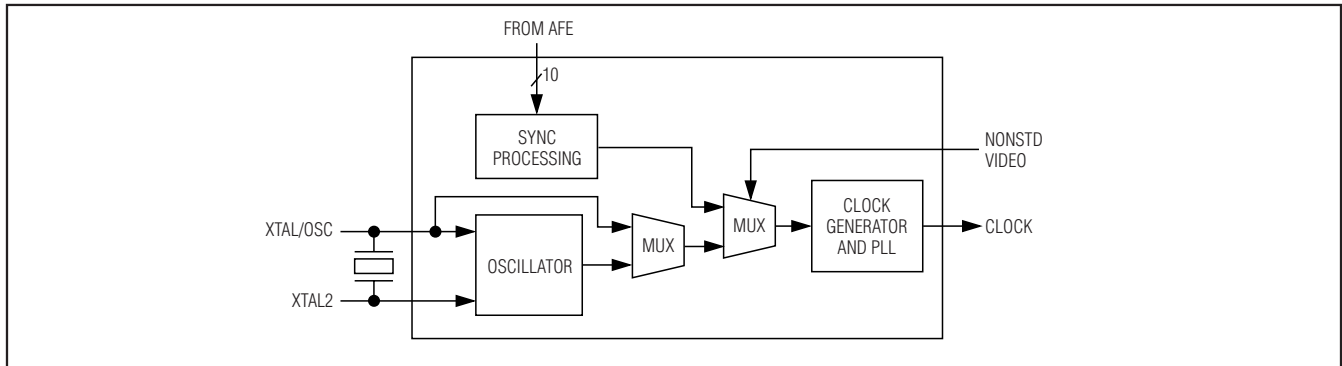 FROM AFE
10
SYNC
PROCESSING
NONSTD
VIDEO
XTAL/OSC
OSCILLATOR
MUX
MUX
CLOCK
GENERATOR
AND PLL
CLOCK
XTAL2